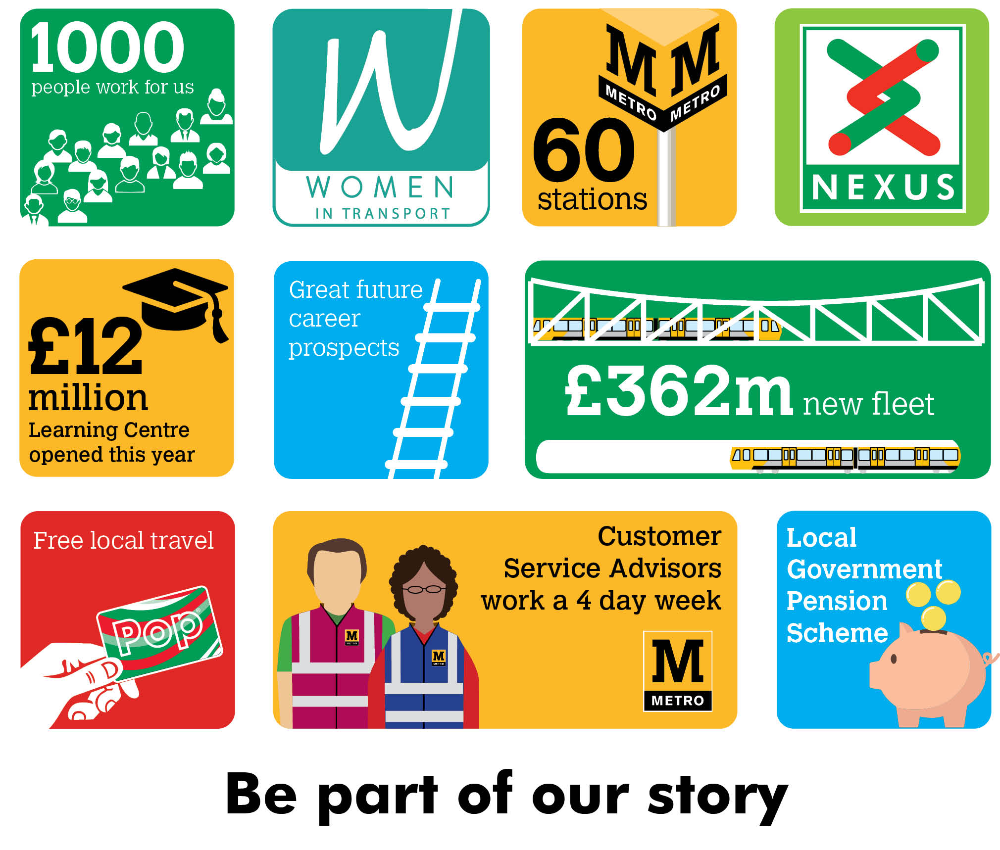 1000
people work for us
WOMEN
IN TRANSPORT
M M
METRO METRO
60
stations
NEXUS
£12
million
Learning Centre
opened this year
Great future
career
prospects
£362m new fleet
Free local travel
Pop®
Customer
Service Advisors
work a 4 day week
M
METRO
M
METRO
M
METRO
Local
Government
Pension
Scheme
Be part of our story